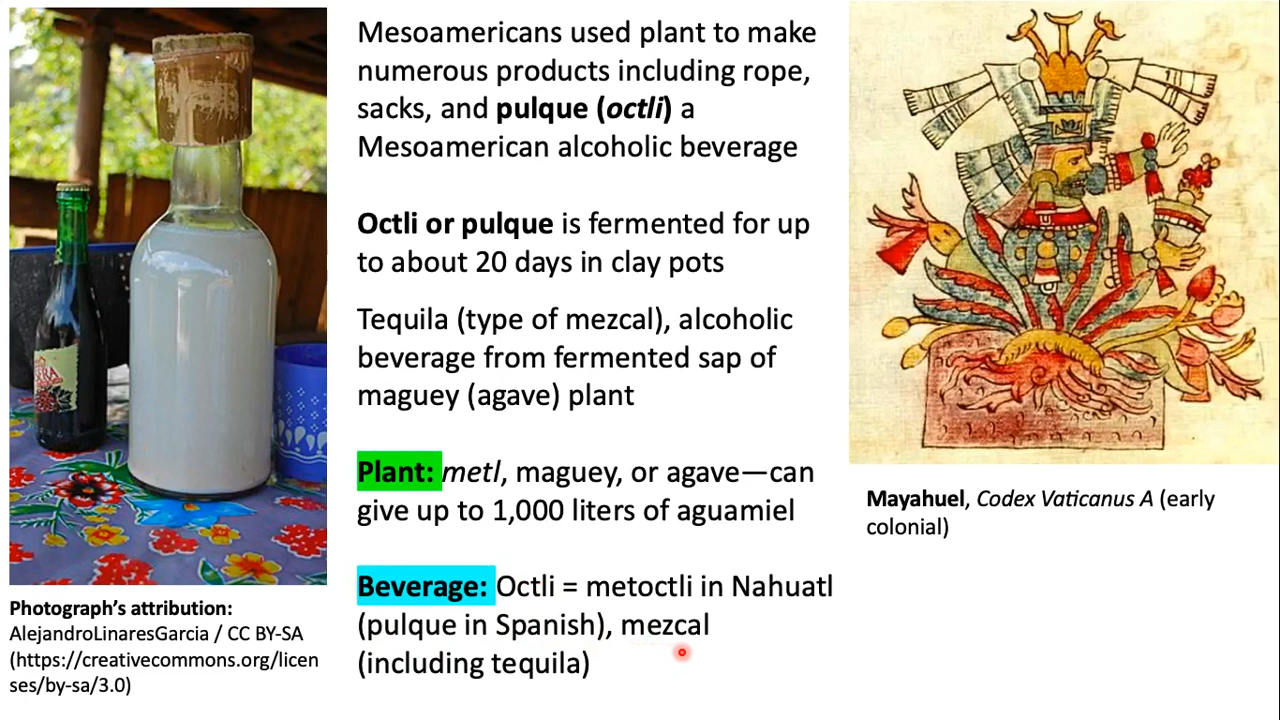 Mesoamericans used plant to make
numerous products including rope,
sacks, and pulque (octli) a
Mesoamerican alcoholic beverage
Octli or pulque is fermented for up
to about 20 days in clay pots
Tequila (type of mezcal), alcoholic
beverage from fermented sap of
maguey (agave) plant
Plant: metl, maguey, or agave—can
give up to 1,000 liters of aguamiel
Beverage: Octli = metoctli in Nahuatl
(pulque in Spanish), mezcal
(including tequila)
Photograph's attribution:
AlejandroLinaresGarcia / CC BY-SA
(https://creativecommons.org/licen
ses/by-sa/3.0)
Mayahuel, Codex Vaticanus A (early
colonial)